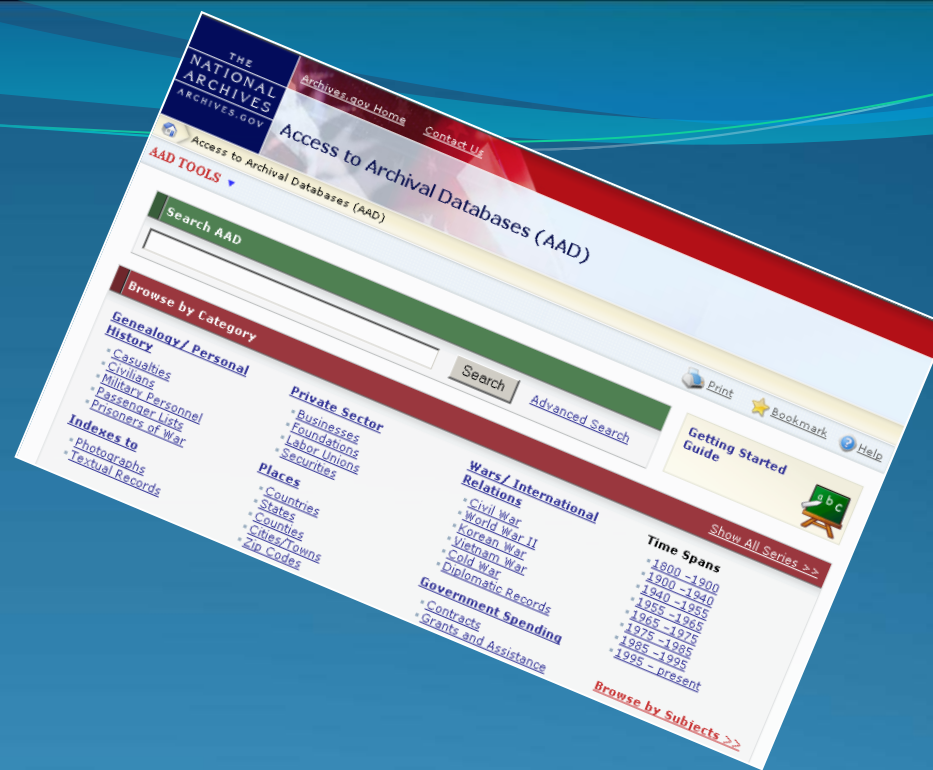 THE
NATIONAL
ARCHIVES
ARCHIVES.GOV
Archives.gov Home Contact Us
Access to Archival Databases (AAD)
Access to Archival Databases (AAD)
AAD TOOLS
Print Bookmark Help
Search AAD
Search Advanced Search
Getting Started
Guide
abc
Browse by Category
Show All Series >>
Genealogy/ Personal
History
Casualties
Civilians
Military Personnel
Passenger Lists
Prisoners of War
Indexes to
Photographs
Textual Records
Private Sector
Businesses
Foundations
Labor Unions
Securities
Places
Countries
States
Counties
Cities/Towns
Zip Codes
Wars/ International
Relations
Civil War
World War II
Korean War
Vietnam War
Cold War
Diplomatic Records
Government Spending
Contracts
Grants and Assistance
Time Spans
1800 -1900
1900 -1940
1940 -1955
1955 -1965
1965 -1975
1975 -1985
1985 -1995
1995 - present
Browse by Subjects >>